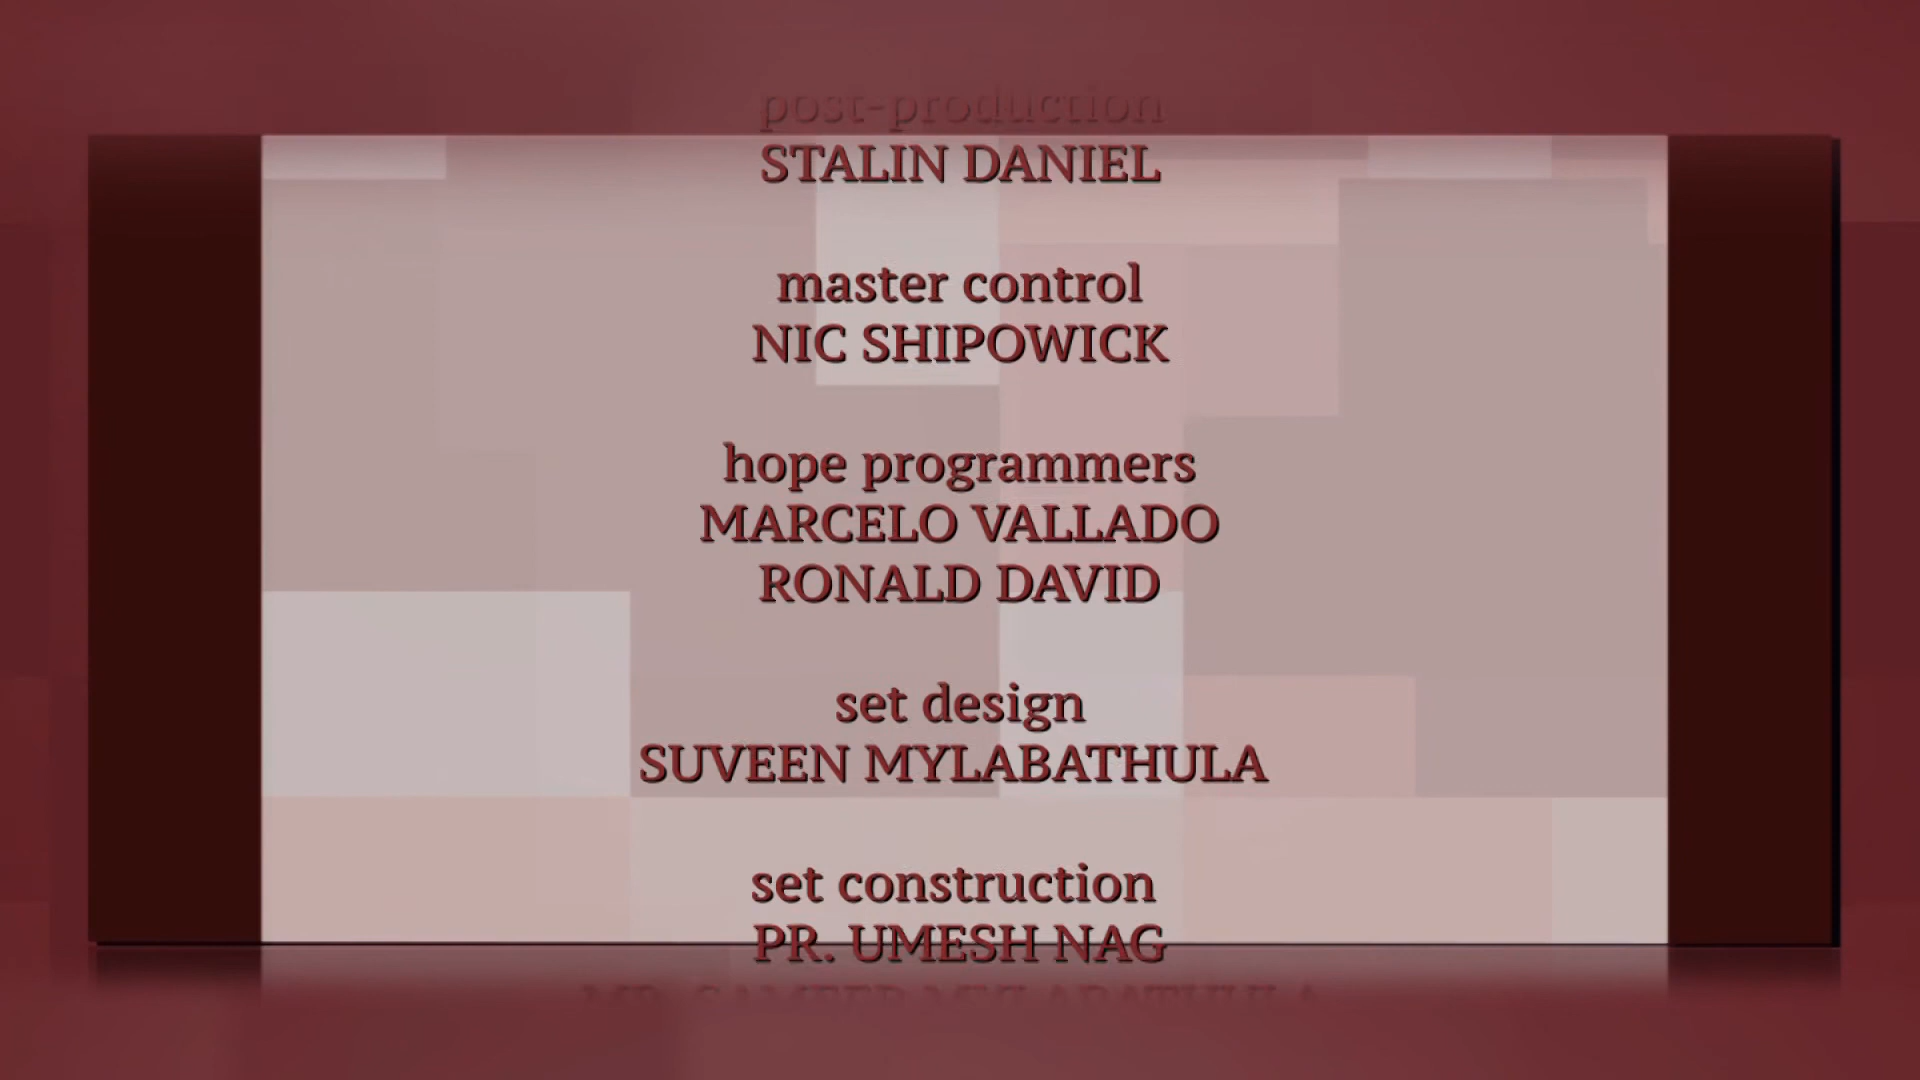 post-production
STALIN DANIEL
master control
NIC SHIPOWICK
hope programmers
MARCELO VALLADO
RONALD DAVID
set design
SUVEEN MYLABATHULA
set construction
PR. UMESH NAG
MYLABATHULA